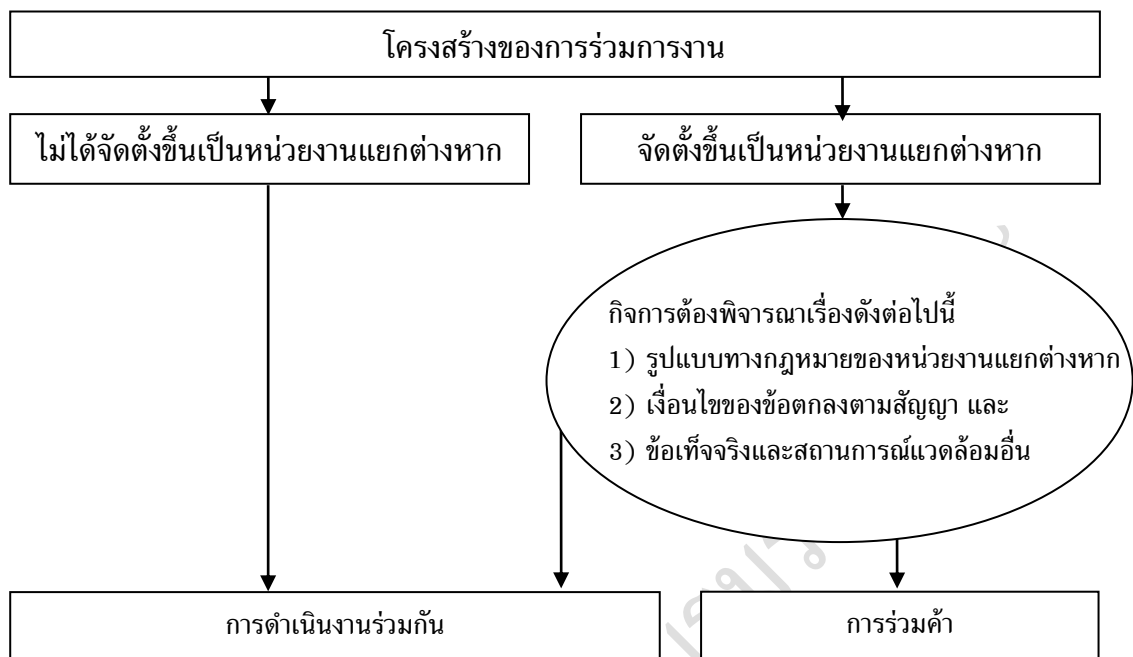 โครงสร้างของการร่วมการงาน
ไม่ได้จัดตั้งขึ้นเป็นหน่วยงานแยกต่างหาก
จัดตั้งขึ้นเป็นหน่วยงานแยกต่างหาก
กิจการต้องพิจารณาเรื่องดังต่อไปนี้
1) รูปแบบทางกฎหมายของหน่วยงานแยกต่างหาก
2) เงื่อนไขของข้อตกลงตามสัญญา และ
3) ข้อเท็จจริงและสถานการณ์แวดล้อมอื่น
การดำเนินงานร่วมกัน
การร่วมค้า